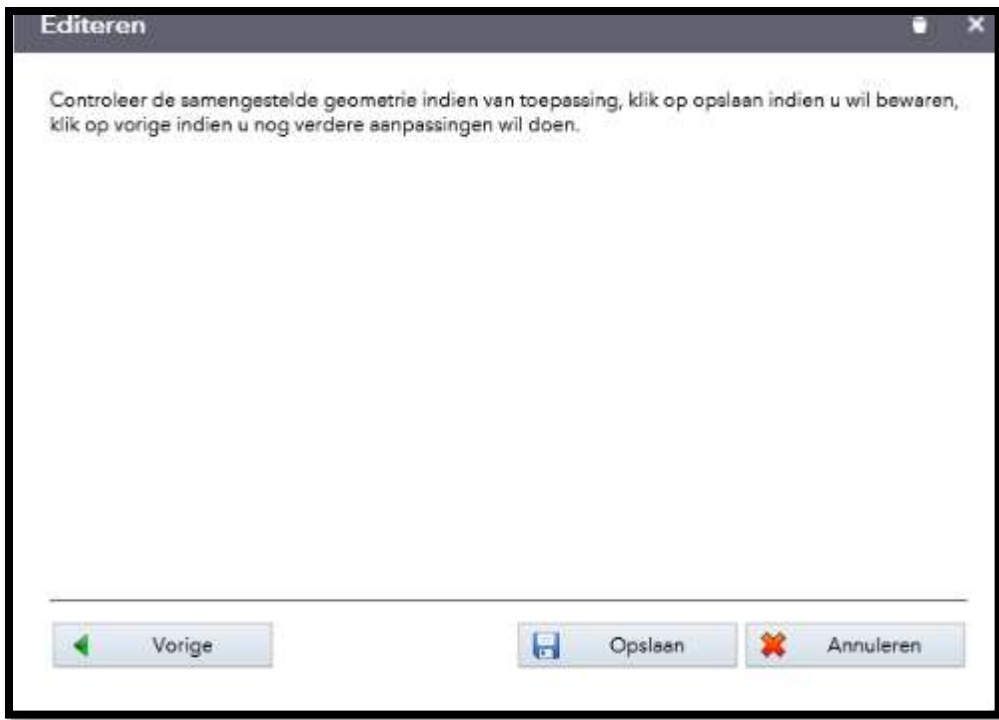 Editeren
Controleer de samengestelde geometrie indien van toepassing, klik op opslaan indien u wil bewaren,
klik op vorige indien u nog verdere aanpassingen wil doen.
Vorige
Opslaan
Annuleren